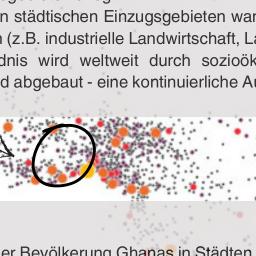 n städtischen Einzugsgebieten war
n (z.B. industrielle Landwirtschaft, La
dnis wird weltweit durch sozioök
d abgebaut - eine kontinuierliche Au
er Bevölkerung Ghanas in Städten